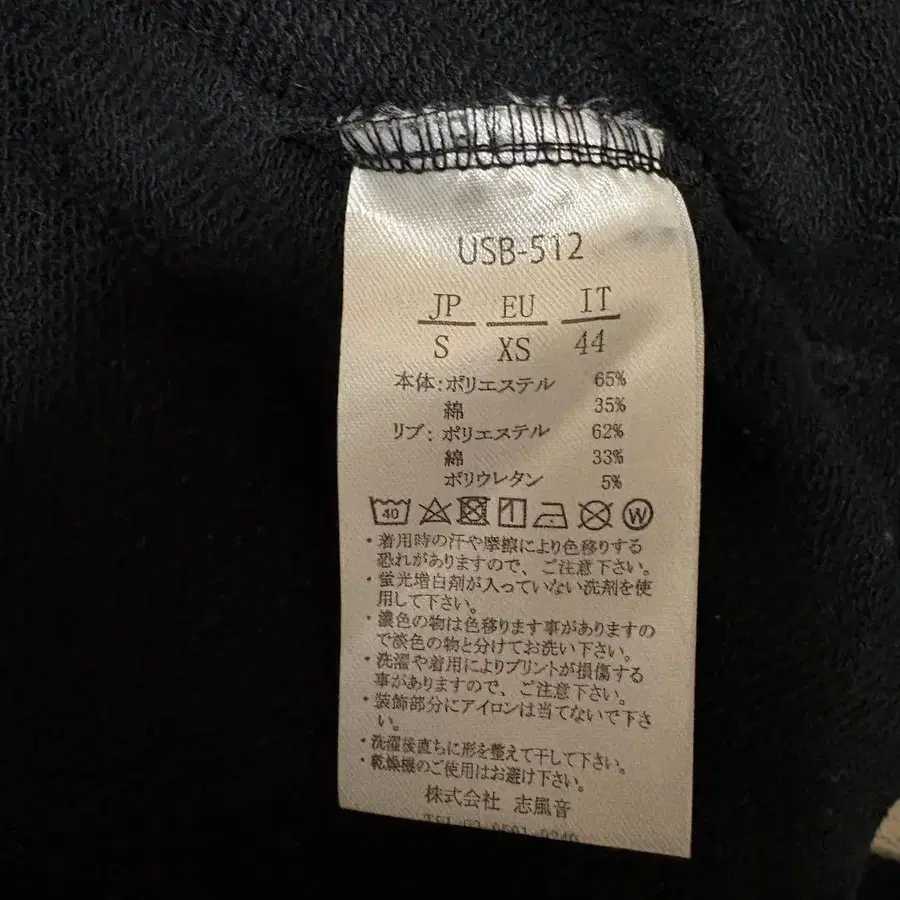 USB-512
JP EU IT
S XS 44
本体:ポリエステル 65%
綿 35%
リブ:ポリエステル 62%
綿 33%
ポリウレタン 5%
40 W
・着用時の汗や摩擦により色移りする
恐れがありますので、ご注意下さい。
・蛍光増白剤が入っていない洗剤を使
用して下さい。
・濃色の物は色移ります事がありますの
で淡色の物と分けてお洗い下さい。
・洗濯や着用によりプリントが損傷する
事がありますので、ご注意下さい。
・装飾部分にアイロンは当てないで下さ
い。
・洗濯後直ちに形を整えて干して下さい。
・乾燥機のご使用はお避け下さい。
株式会社 志風音